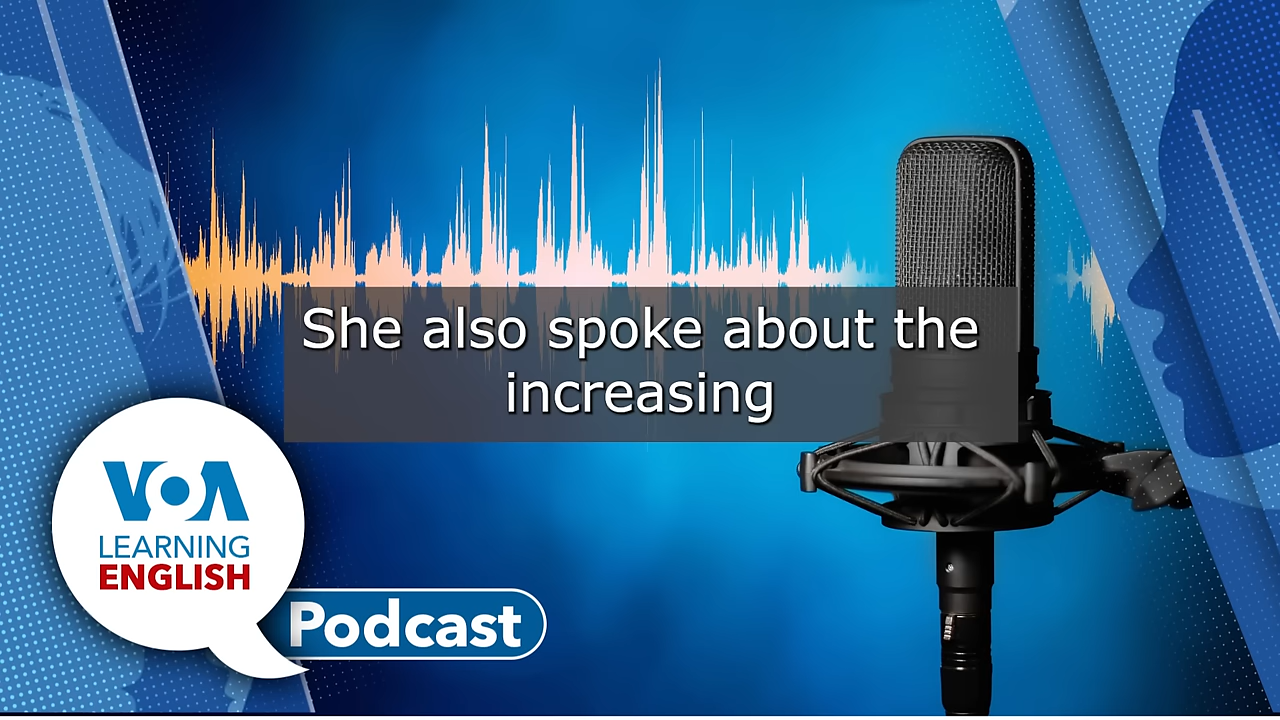 She also spoke about the
increasing
VOA
LEARNING
ENGLISH
Podcast